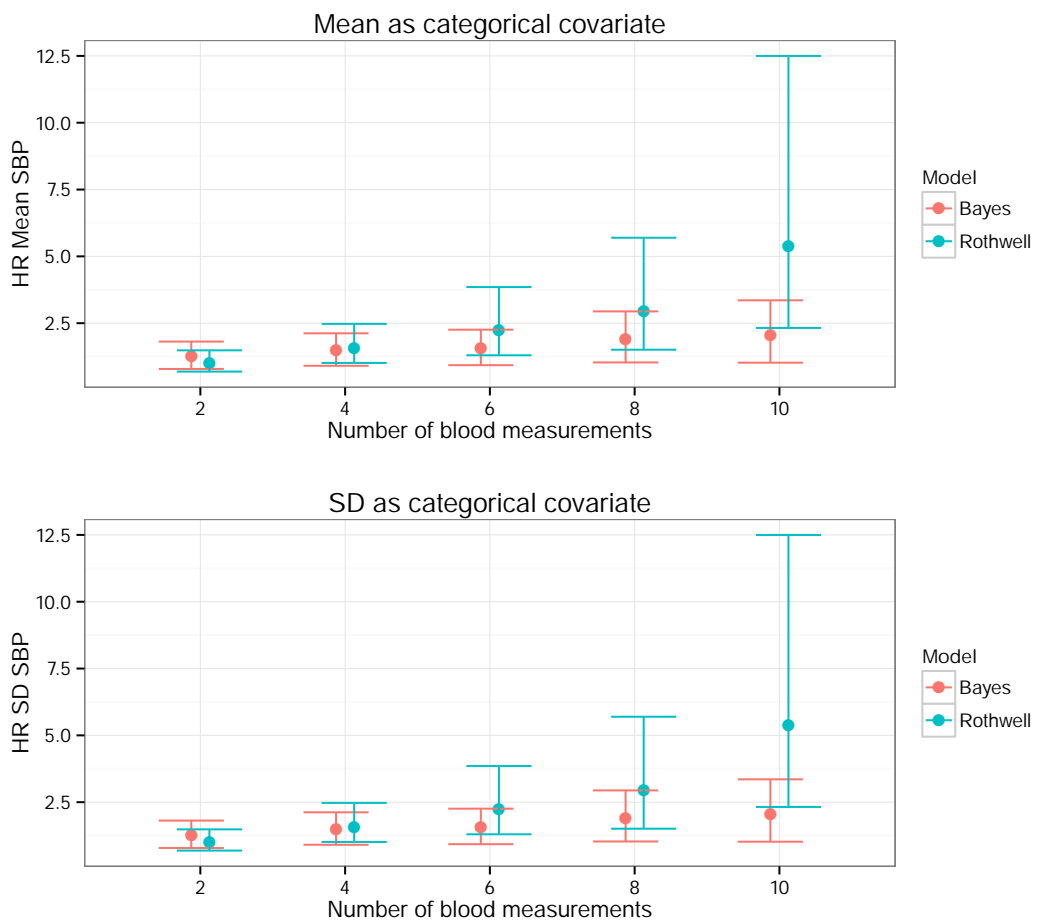 Mean as categorical covariate
12.5
10.0
7.5
5.0
2.5
HR Mean SBP
2 4 6 8 10
Number of blood measurements
Model
Bayes
Rothwell
SD as categorical covariate
12.5
10.0
7.5
5.0
2.5
HR SD SBP
2 4 6 8 10
Number of blood measurements
Model
Bayes
Rothwell